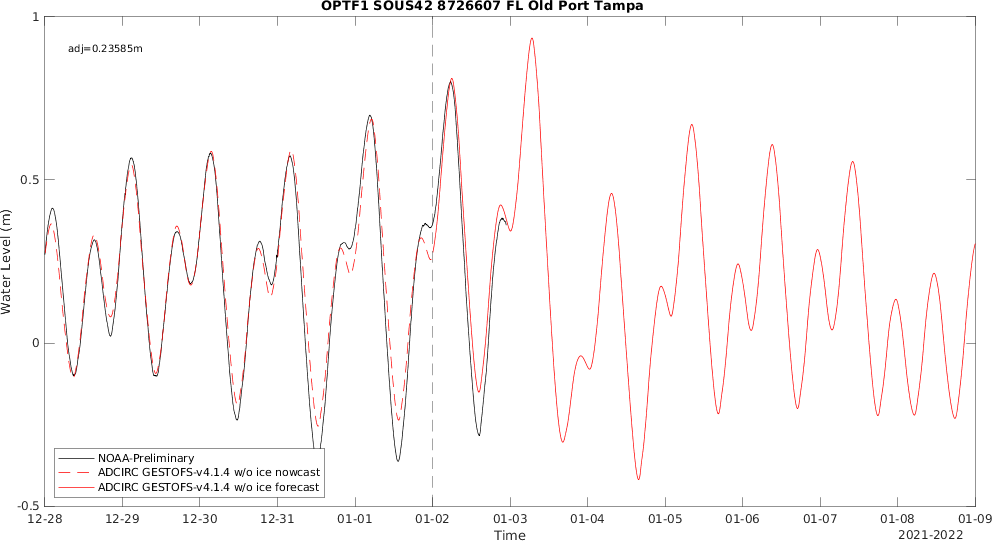 OPTF1 SOUS42 8726607 FL Old Port Tampa
adj=0.23585m
Water Level (m)
1
0.5
0
-0.5
NOAA-Preliminary
ADCIRC GESTOFS-v4.1.4 w/o ice nowcast
ADCIRC GESTOFS-v4.1.4 w/o ice forecast
12-28 12-29 12-30 12-31 01-01 01-02 01-03 01-04 01-05 01-06 01-07 01-08 01-09
Time
2021-2022